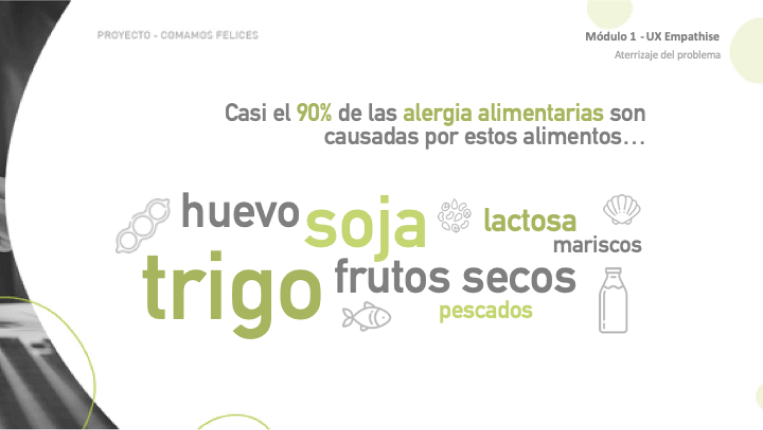 PROYECTO - COMAMOS FELICES
Módulo 1 - UX Empathise
Aterrizaje del problema
Casi el 90% de las alergia alimentarias son
causadas por estos alimentos...
huevo
soja
lactosa
mariscos
trigo
frutos secos
pescados